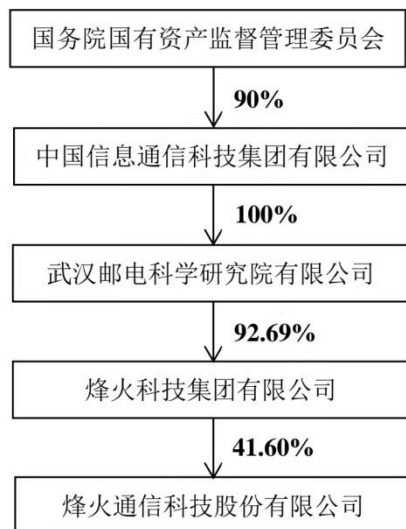 国务院国有资产监督管理委员会
90%
中国信息通信科技集团有限公司
100%
武汉邮电科学研究院有限公司
92.69%
烽火科技集团有限公司
41.60%
烽火通信科技股份有限公司